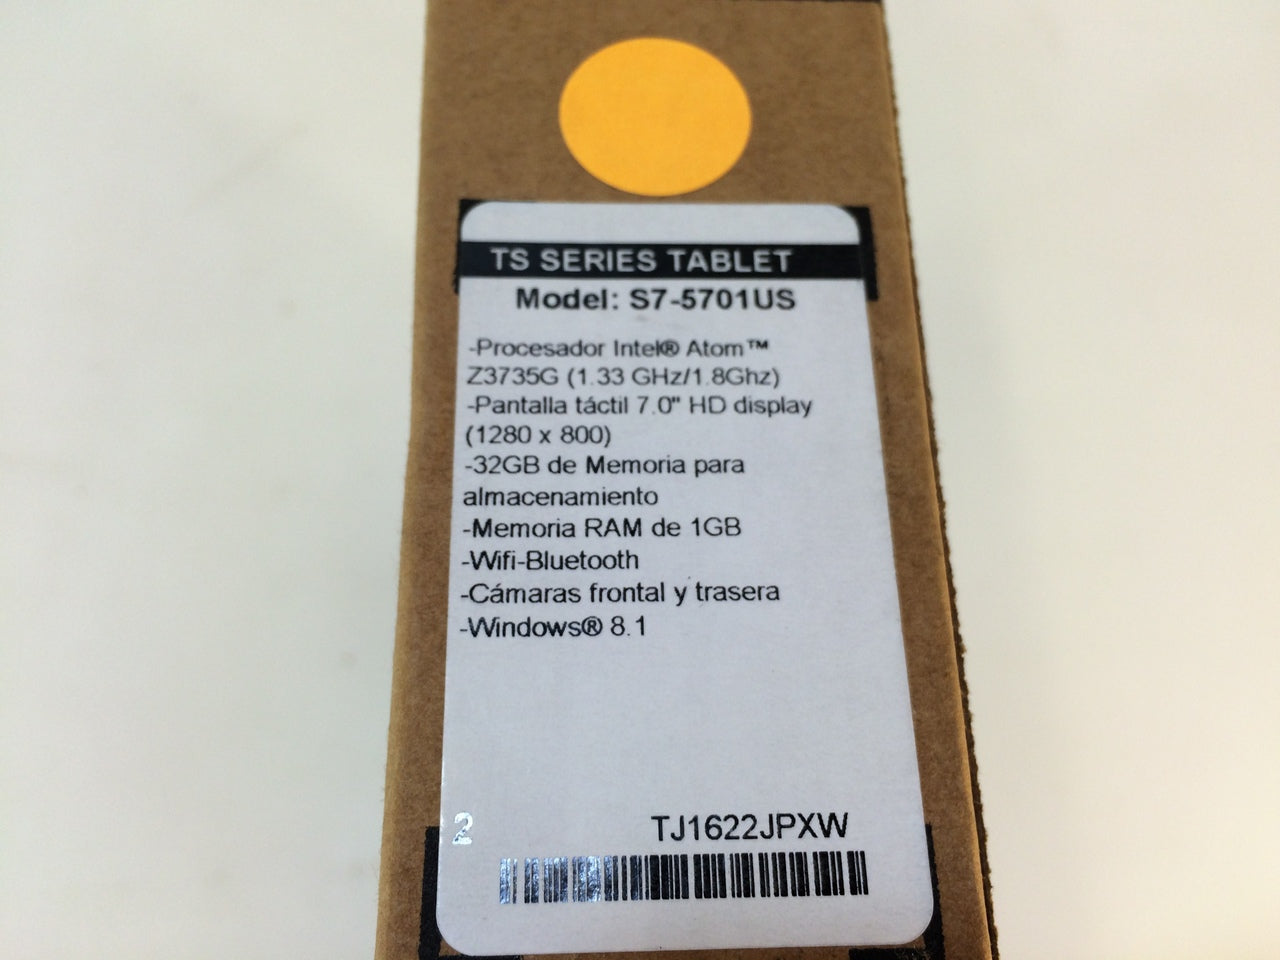 TS SERIES TABLET
Model: S7-5701US
-Procesador Intel® Atom™
Z3735G (1.33 GHz/1.8Ghz)
-Pantalla táctil 7.0" HD display
(1280 x 800)
-32GB de Memoria para
almacenamiento
-Memoria RAM de 1GB
-Wifi-Bluetooth
-Cámaras frontal y trasera
-Windows® 8.1
2
TJ1622JPXW